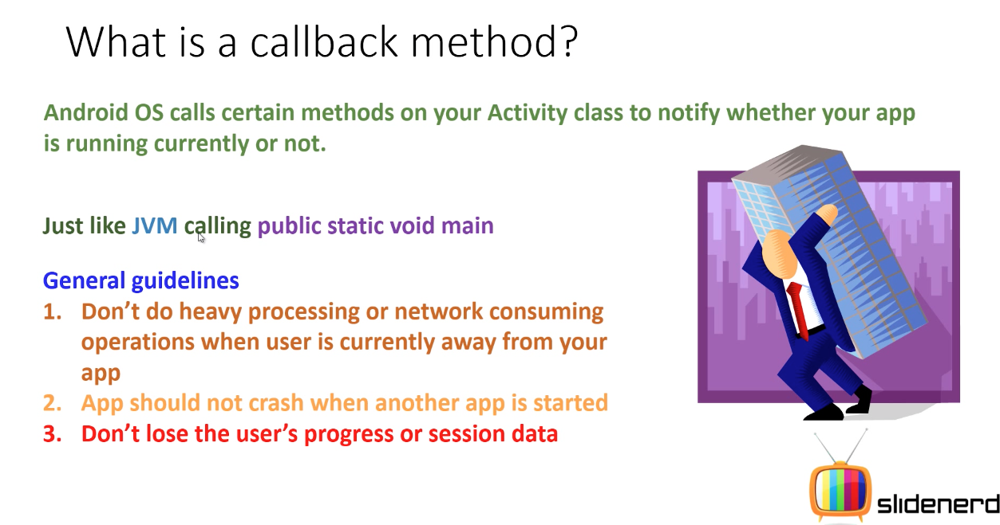 What is a callback method?
Android OS calls certain methods on your Activity class to notify whether your app
is running currently or not.
Just like JVM calling public static void main
General guidelines
1. Don’t do heavy processing or network consuming
operations when user is currently away from your
app
2. App should not crash when another app is started
3. Don’t lose the user’s progress or session data
slidenerd